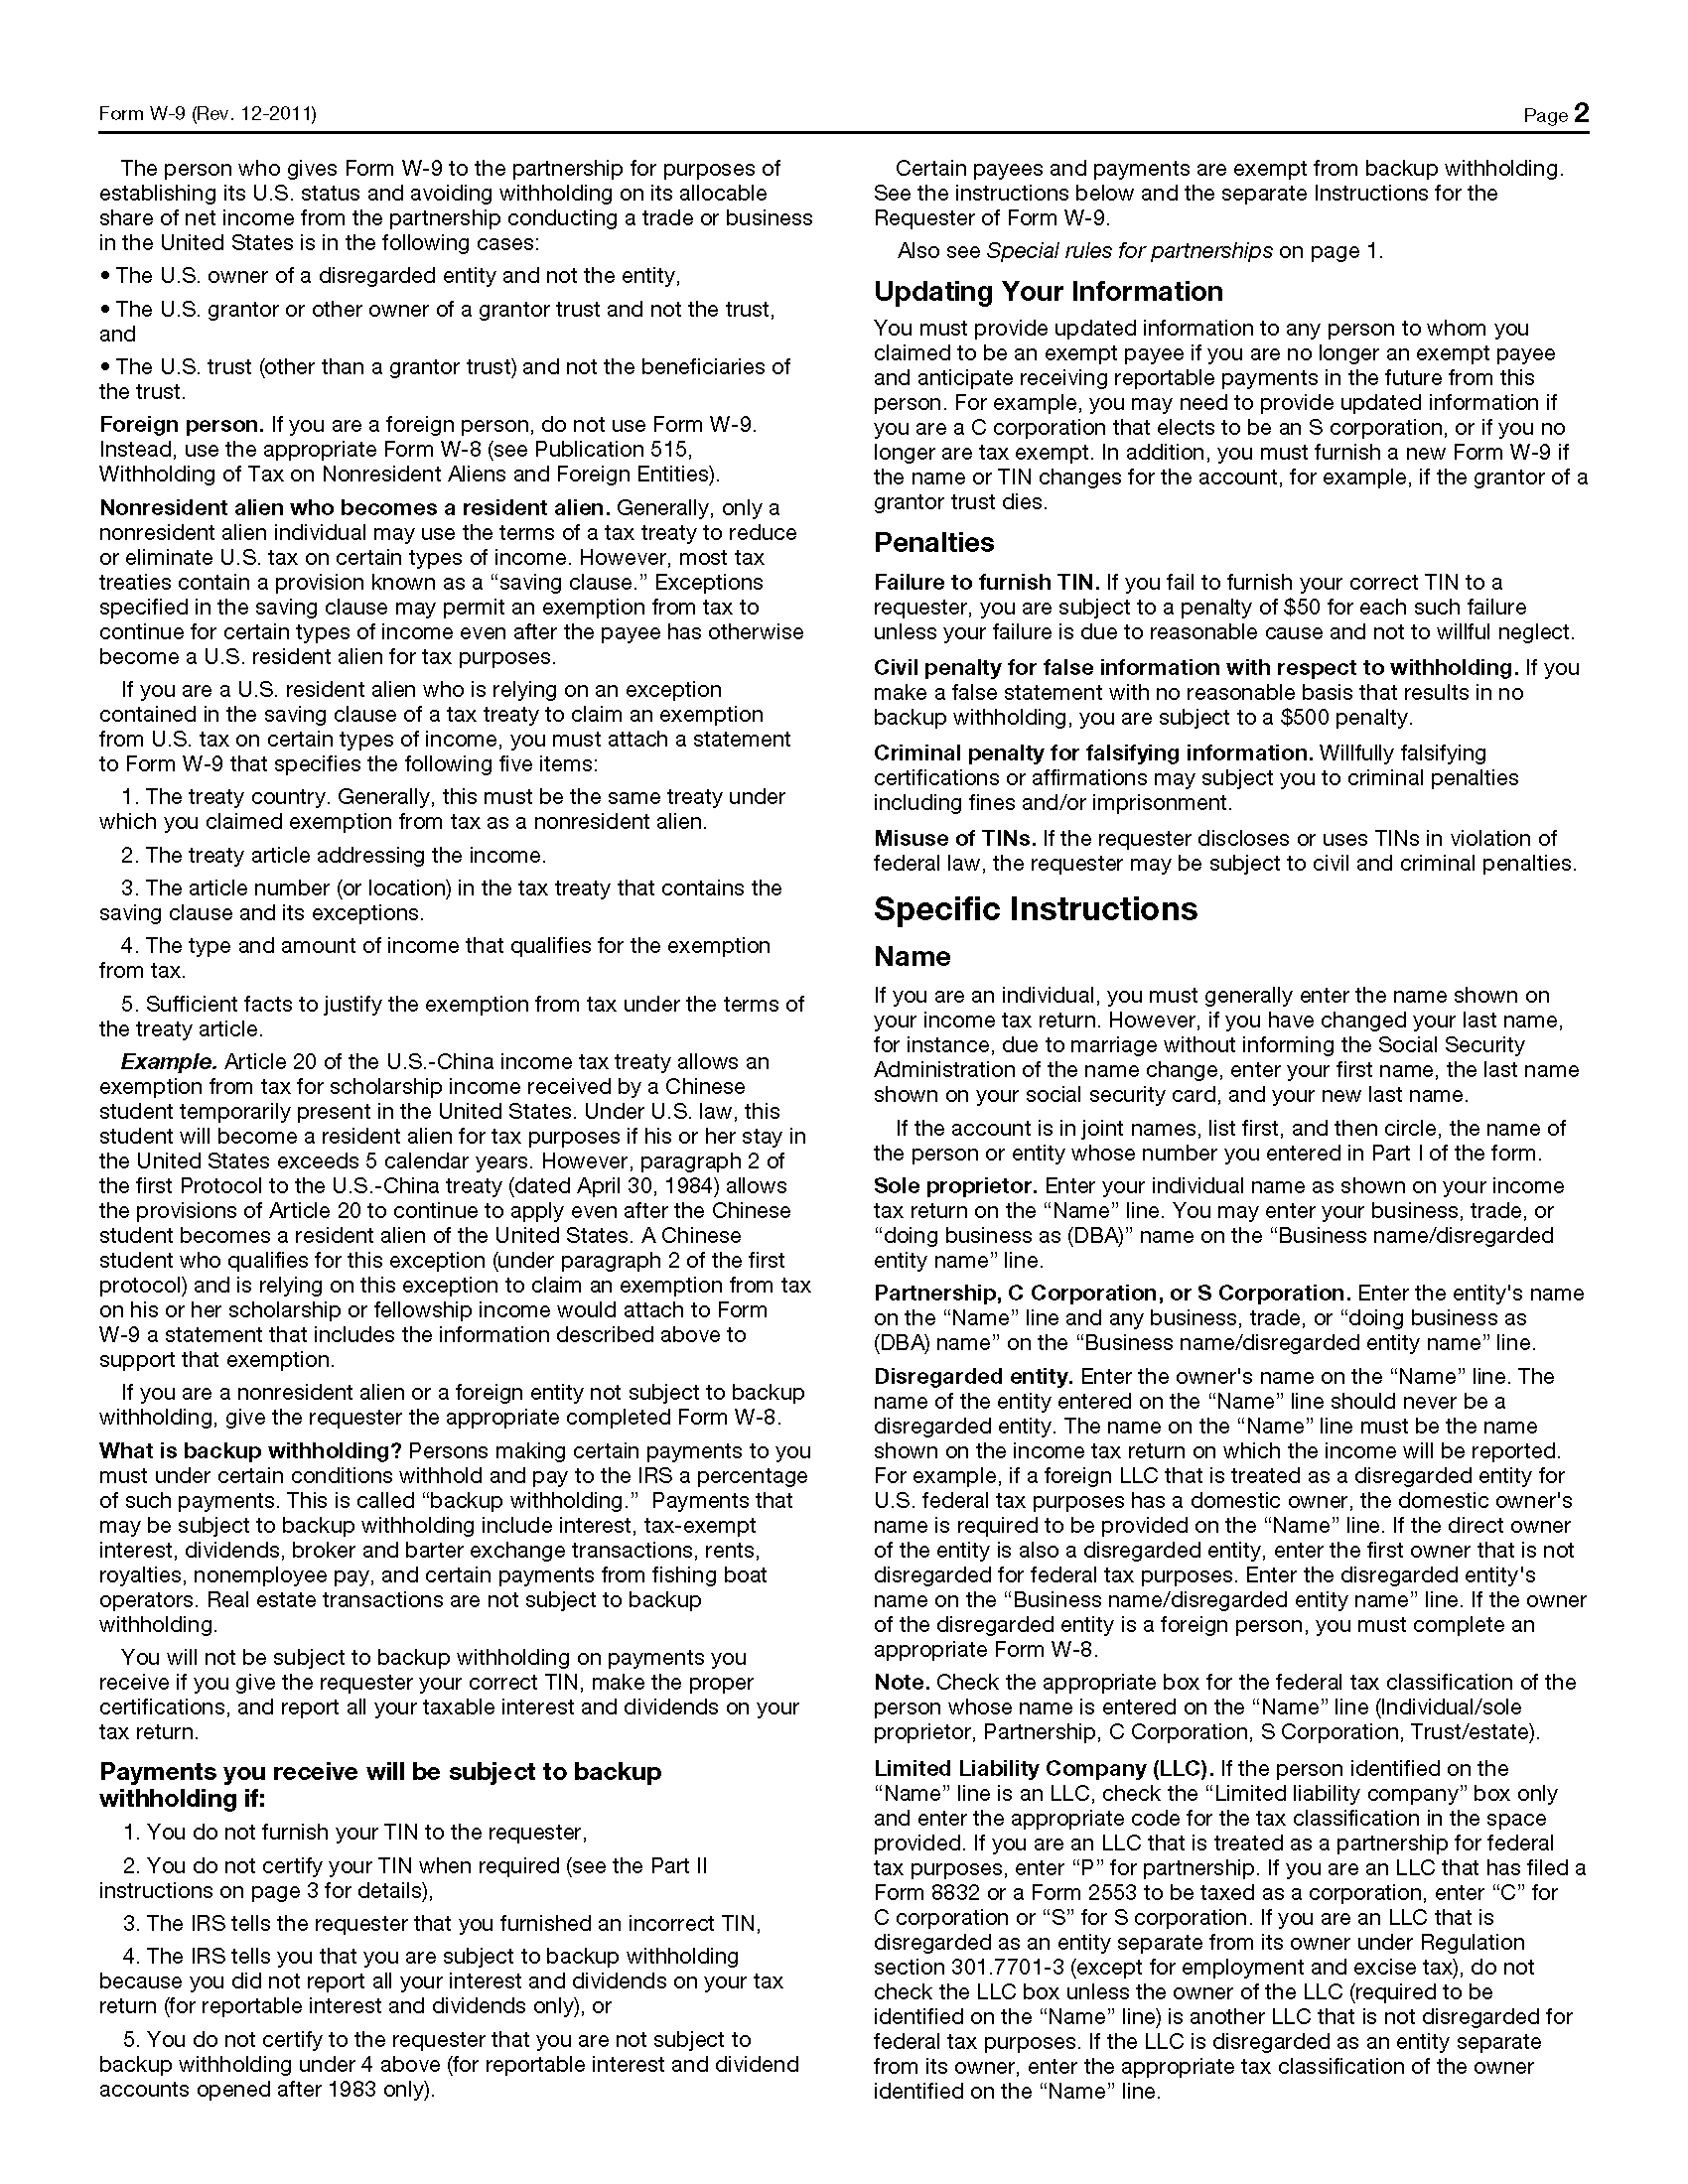 Form W-9 (Rev. 12-2011)
Page 2
The person who gives Form W-9 to the partnership for purposes of
establishing its U.S. status and avoiding withholding on its allocable
share of net income from the partnership conducting a trade or business
in the United States is in the following cases:
• The U.S. owner of a disregarded entity and not the entity,
• The U.S. grantor or other owner of a grantor trust and not the trust,
and
• The U.S. trust (other than a grantor trust) and not the beneficiaries of
the trust.
Foreign person. If you are a foreign person, do not use Form W-9.
Instead, use the appropriate Form W-8 (see Publication 515,
Withholding of Tax on Nonresident Aliens and Foreign Entities).
Nonresident alien who becomes a resident alien. Generally, only a
nonresident alien individual may use the terms of a tax treaty to reduce
or eliminate U.S. tax on certain types of income. However, most tax
treaties contain a provision known as a “saving clause.” Exceptions
specified in the saving clause may permit an exemption from tax to
continue for certain types of income even after the payee has otherwise
become a U.S. resident alien for tax purposes.
If you are a U.S. resident alien who is relying on an exception
contained in the saving clause of a tax treaty to claim an exemption
from U.S. tax on certain types of income, you must attach a statement
to Form W-9 that specifies the following five items:
1. The treaty country. Generally, this must be the same treaty under
which you claimed exemption from tax as a nonresident alien.
2. The treaty article addressing the income.
3. The article number (or location) in the tax treaty that contains the
saving clause and its exceptions.
4. The type and amount of income that qualifies for the exemption
from tax.
5. Sufficient facts to justify the exemption from tax under the terms of
the treaty article.
Example. Article 20 of the U.S.-China income tax treaty allows an
exemption from tax for scholarship income received by a Chinese
student temporarily present in the United States. Under U.S. law, this
student will become a resident alien for tax purposes if his or her stay in
the United States exceeds 5 calendar years. However, paragraph 2 of
the first Protocol to the U.S.-China treaty (dated April 30, 1984) allows
the provisions of Article 20 to continue to apply even after the Chinese
student becomes a resident alien of the United States. A Chinese
student who qualifies for this exception (under paragraph 2 of the first
protocol) and is relying on this exception to claim an exemption from tax
on his or her scholarship or fellowship income would attach to Form
W-9 a statement that includes the information described above to
support that exemption.
If you are a nonresident alien or a foreign entity not subject to backup
withholding, give the requester the appropriate completed Form W-8.
What is backup withholding? Persons making certain payments to you
must under certain conditions withhold and pay to the IRS a percentage
of such payments. This is called “backup withholding.”  Payments that
may be subject to backup withholding include interest, tax-exempt
interest, dividends, broker and barter exchange transactions, rents,
royalties, nonemployee pay, and certain payments from fishing boat
operators. Real estate transactions are not subject to backup
withholding.
You will not be subject to backup withholding on payments you
receive if you give the requester your correct TIN, make the proper
certifications, and report all your taxable interest and dividends on your
tax return.
Payments you receive will be subject to backup
withholding if:
1. You do not furnish your TIN to the requester,
2. You do not certify your TIN when required (see the Part II
instructions on page 3 for details),
3. The IRS tells the requester that you furnished an incorrect TIN,
4. The IRS tells you that you are subject to backup withholding
because you did not report all your interest and dividends on your tax
return (for reportable interest and dividends only), or
5. You do not certify to the requester that you are not subject to
backup withholding under 4 above (for reportable interest and dividend
accounts opened after 1983 only).
Certain payees and payments are exempt from backup withholding.
See the instructions below and the separate Instructions for the
Requester of Form W-9.
Also see Special rules for partnerships on page 1.
Updating Your Information
You must provide updated information to any person to whom you
claimed to be an exempt payee if you are no longer an exempt payee
and anticipate receiving reportable payments in the future from this
person. For example, you may need to provide updated information if
you are a C corporation that elects to be an S corporation, or if you no
longer are tax exempt. In addition, you must furnish a new Form W-9 if
the name or TIN changes for the account, for example, if the grantor of a
grantor trust dies.
Penalties
Failure to furnish TIN. If you fail to furnish your correct TIN to a
requester, you are subject to a penalty of $50 for each such failure
unless your failure is due to reasonable cause and not to willful neglect.
Civil penalty for false information with respect to withholding. If you
make a false statement with no reasonable basis that results in no
backup withholding, you are subject to a $500 penalty.
Criminal penalty for falsifying information. Willfully falsifying
certifications or affirmations may subject you to criminal penalties
including fines and/or imprisonment.
Misuse of TINs. If the requester discloses or uses TINs in violation of
federal law, the requester may be subject to civil and criminal penalties.
Specific Instructions
Name
If you are an individual, you must generally enter the name shown on
your income tax return. However, if you have changed your last name,
for instance, due to marriage without informing the Social Security
Administration of the name change, enter your first name, the last name
shown on your social security card, and your new last name.
If the account is in joint names, list first, and then circle, the name of
the person or entity whose number you entered in Part I of the form.
Sole proprietor. Enter your individual name as shown on your income
tax return on the “Name” line. You may enter your business, trade, or
“doing business as (DBA)” name on the “Business name/disregarded
entity name” line.
Partnership, C Corporation, or S Corporation. Enter the entity's name
on the “Name” line and any business, trade, or “doing business as
(DBA) name” on the “Business name/disregarded entity name” line.
Disregarded entity. Enter the owner's name on the “Name” line. The
name of the entity entered on the “Name” line should never be a
disregarded entity. The name on the “Name” line must be the name
shown on the income tax return on which the income will be reported.
For example, if a foreign LLC that is treated as a disregarded entity for
U.S. federal tax purposes has a domestic owner, the domestic owner's
name is required to be provided on the “Name” line. If the direct owner
of the entity is also a disregarded entity, enter the first owner that is not
disregarded for federal tax purposes. Enter the disregarded entity's
name on the “Business name/disregarded entity name” line. If the owner
of the disregarded entity is a foreign person, you must complete an
appropriate Form W-8.
Note. Check the appropriate box for the federal tax classification of the
person whose name is entered on the “Name” line (Individual/sole
proprietor, Partnership, C Corporation, S Corporation, Trust/estate).
Limited Liability Company (LLC). If the person identified on the
“Name” line is an LLC, check the “Limited liability company” box only
and enter the appropriate code for the tax classification in the space
provided. If you are an LLC that is treated as a partnership for federal
tax purposes, enter “P” for partnership. If you are an LLC that has filed a
Form 8832 or a Form 2553 to be taxed as a corporation, enter “C” for
C corporation or “S” for S corporation. If you are an LLC that is
disregarded as an entity separate from its owner under Regulation
section 301.7701-3 (except for employment and excise tax), do not
check the LLC box unless the owner of the LLC (required to be
identified on the “Name” line) is another LLC that is not disregarded for
federal tax purposes. If the LLC is disregarded as an entity separate
from its owner, enter the appropriate tax classification of the owner
identified on the “Name” line.